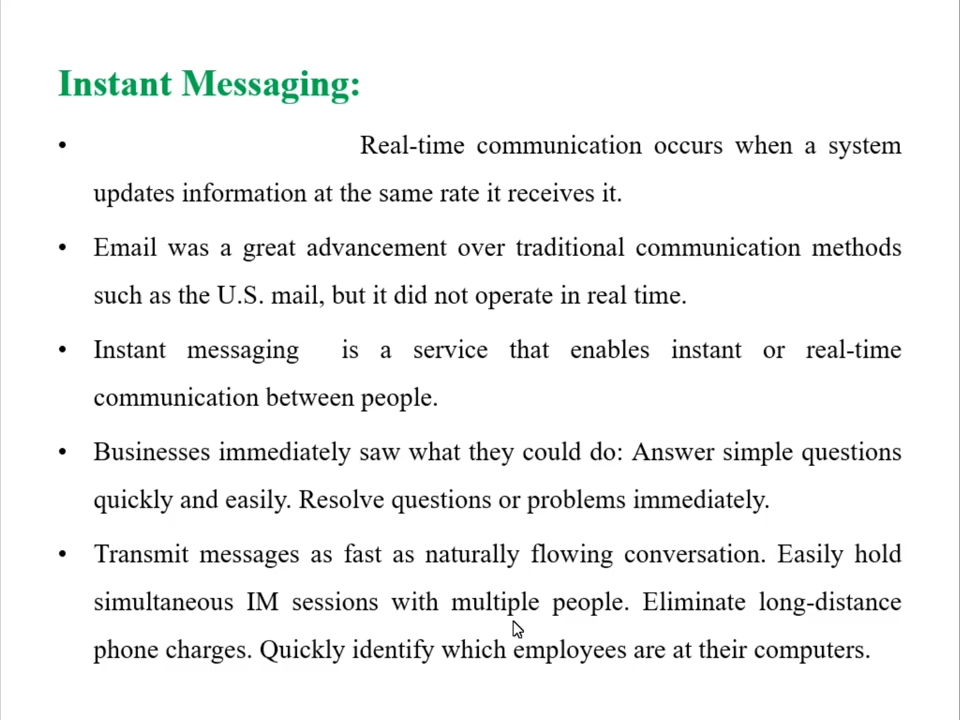 Instant Messaging:
• Real-time communication occurs when a system
updates information at the same rate it receives it.
• Email was a great advancement over traditional communication methods
such as the U.S. mail, but it did not operate in real time.
• Instant messaging is a service that enables instant or real-time
communication between people.
• Businesses immediately saw what they could do: Answer simple questions
quickly and easily. Resolve questions or problems immediately.
• Transmit messages as fast as naturally flowing conversation. Easily hold
simultaneous IM sessions with multiple people. Eliminate long-distance
phone charges. Quickly identify which employees are at their computers.